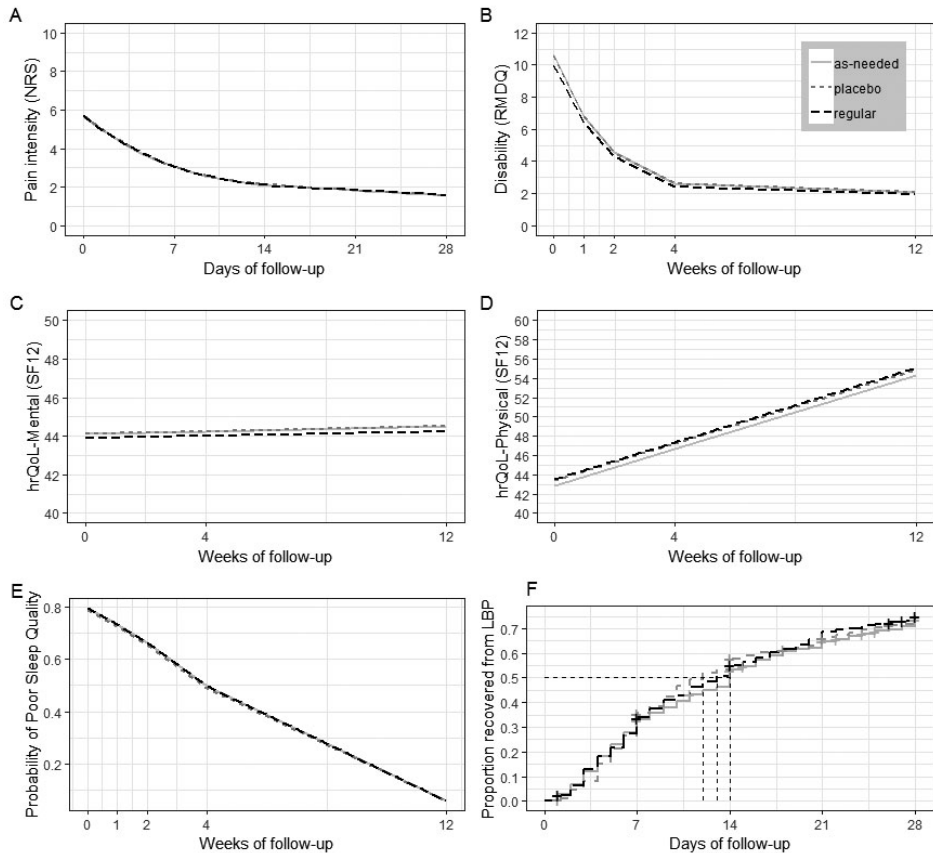 A
Pain intensity (NRS)
10
8
6
4
2
0
0 7 14 21 28
Days of follow-up
B
Disability (RMDQ)
12
10
8
6
4
2
0
0 1 2 4 12
Weeks of follow-up
as-needed
placebo
regular
C
hrQoL-Mental (SF12)
50
48
46
44
42
40
0 4 12
Weeks of follow-up
D
hrQoL-Physical (SF12)
60
58
56
54
52
50
48
46
44
42
40
0 4 12
Weeks of follow-up
E
Probability of Poor Sleep Quality
0.8
0.6
0.4
0.2
0 1 2 4 12
Weeks of follow-up
F
Proportion recovered from LBP
0.8
0.7
0.6
0.5
0.4
0.3
0.2
0.1
0.0
0 7 14 21 28
Days of follow-up